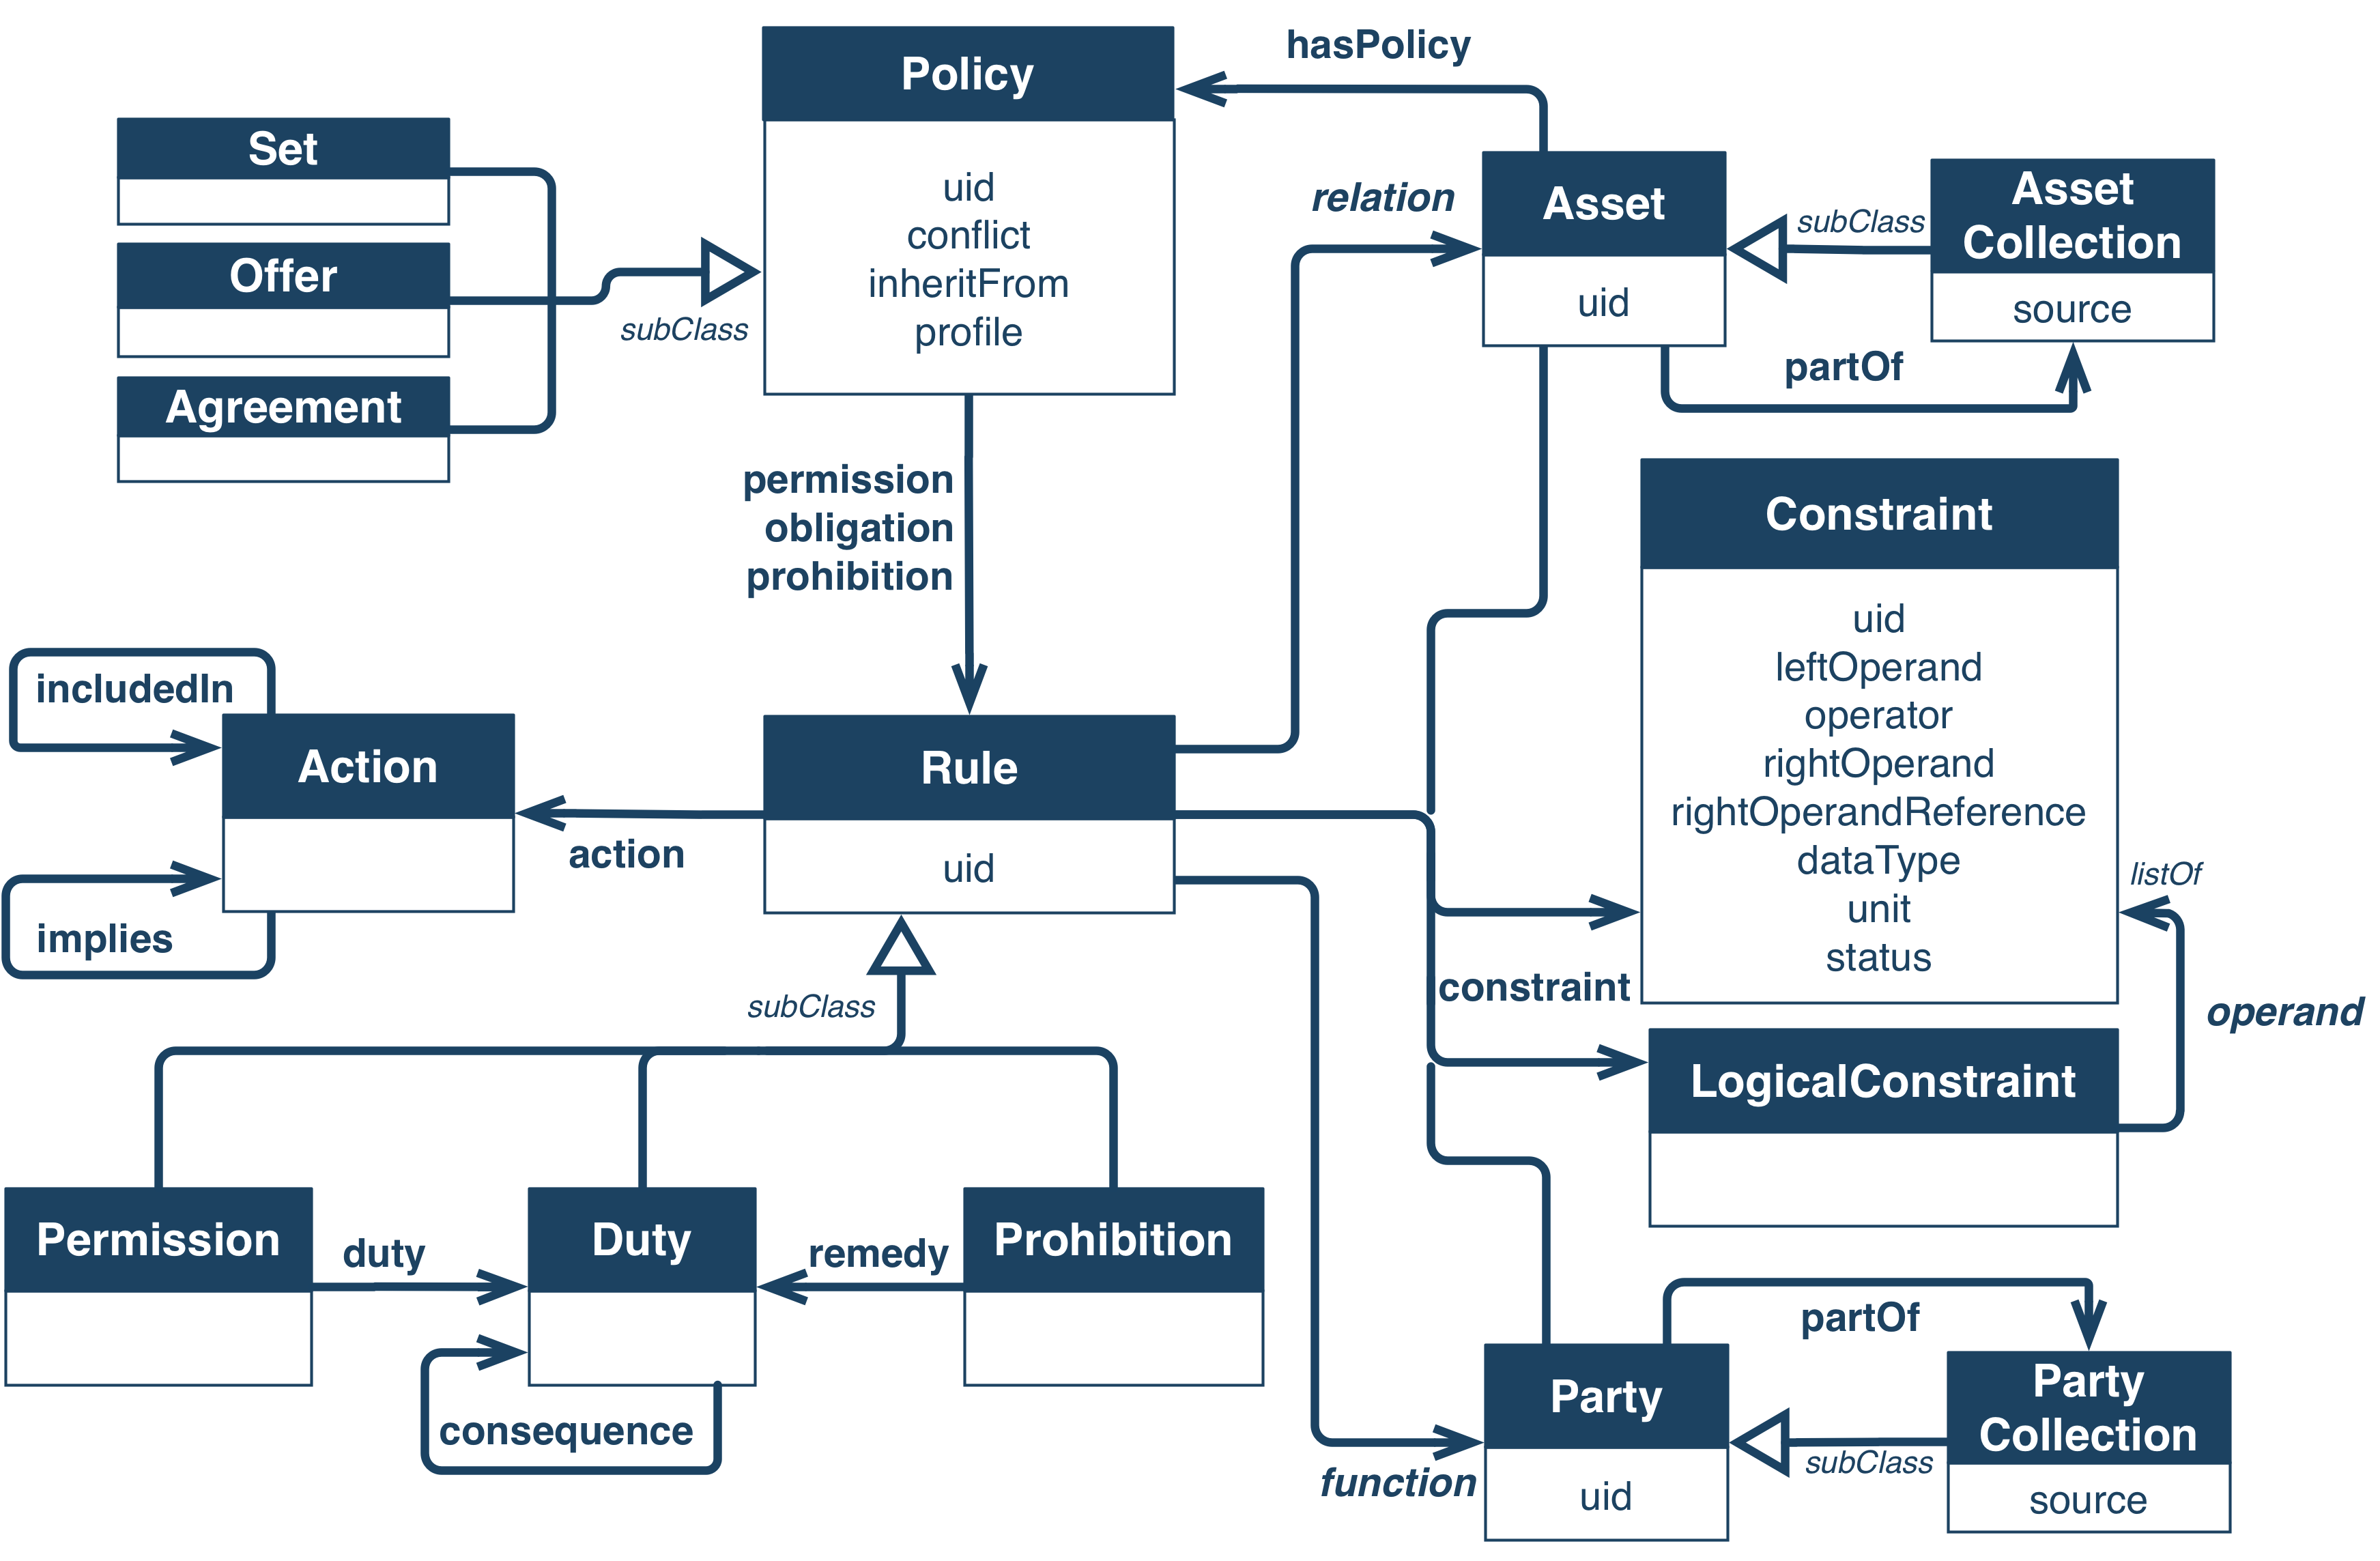 Policy
uid
conflict
inheritFrom
profile
hasPolicy
Set
Offer
Agreement
subClass
relation
Asset
uid
subClass
Asset
Collection
source
partOf
permission
obligation
prohibition
Constraint
uid
leftOperand
operator
rightOperand
rightOperandReference
dataType
unit
status
includedIn
Action
implies
action
Rule
uid
listOf
operand
constraint
LogicalConstraint
subClass
Permission
duty
Duty
remedy
Prohibition
consequence
function
Party
uid
partOf
subClass
Party
Collection
source